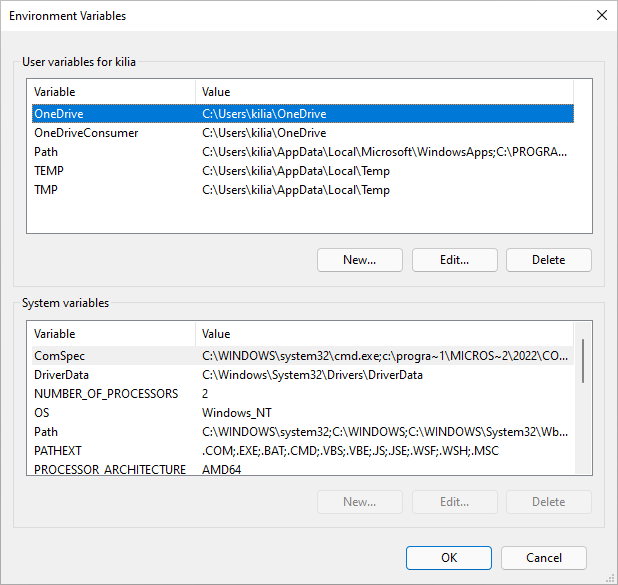 Environment Variables
User variables for kilia
Variable Value
OneDrive C:\Users\kilia\OneDrive
OneDriveConsumer C:\Users\kilia\OneDrive
Path C:\Users\kilia\AppData\Local\Microsoft\WindowsApps;C:\PROGRA...
TEMP C:\Users\kilia\AppData\Local\Temp
TMP C:\Users\kilia\AppData\Local\Temp
New... Edit... Delete
System variables
Variable Value
ComSpec C:\WINDOWS\system32\cmd.exe;c:\progra~1\MICROS~2\2022\CO...
DriverData C:\Windows\System32\Drivers\DriverData
NUMBER_OF_PROCESSORS 2
OS Windows_NT
Path C:\WINDOWS\system32;C:\WINDOWS;C:\WINDOWS\System32\Wb...
PATHEXT .COM;.EXE;.BAT;.CMD;.VBS;.VBE;.JS;.JSE;.WSF;.WSH;.MSC
PROCESSOR_ARCHITECTURE AMD64
New... Edit... Delete
OK Cancel